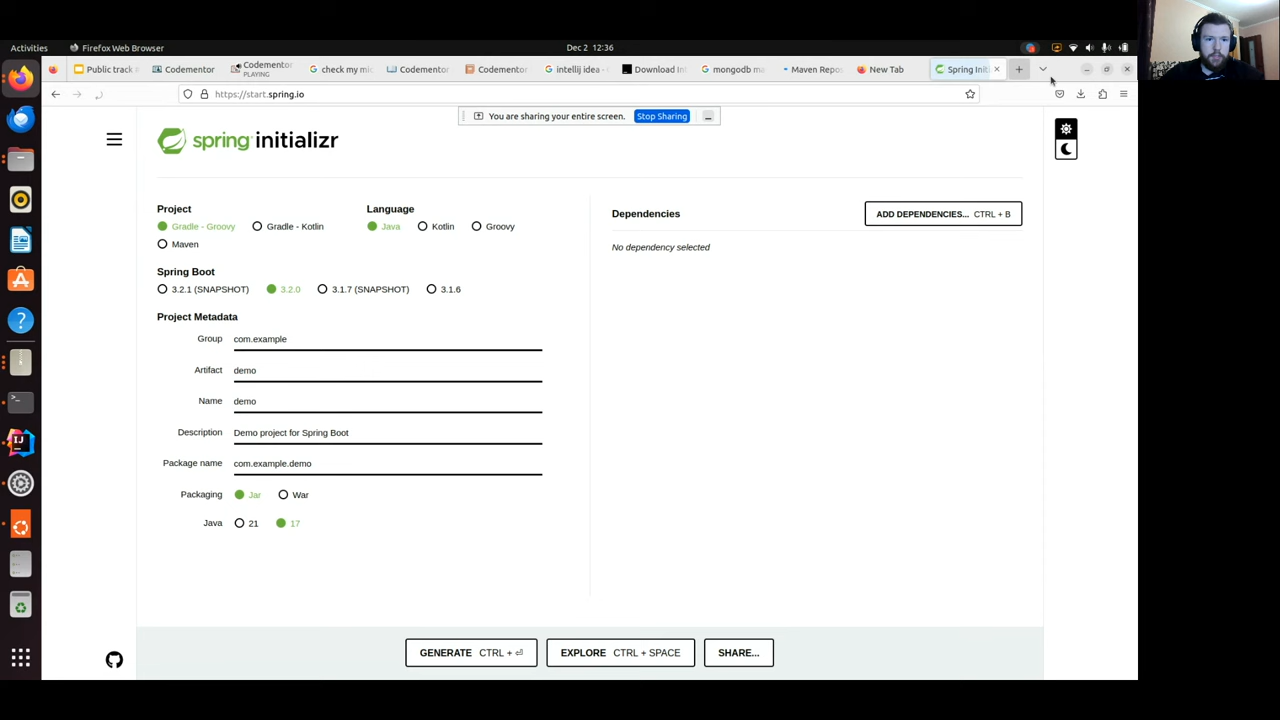 Activities
Firefox Web Browser
Dec 2 12:36
Public track
Codementor
Codementor
PLAYING
check my mic
Codementor
Codementor
intellij idea -
Download Int
mongodb ma
Maven Repos
New Tab
Spring Init
https://start.spring.io
You are sharing your entire screen.
Stop Sharing
spring initializr
Project
Language
Gradle - Groovy
Gradle - Kotlin
Java
Kotlin
Groovy
Maven
Dependencies
ADD DEPENDENCIES... CTRL + B
No dependency selected
Spring Boot
3.2.1 (SNAPSHOT)
3.2.0
3.1.7 (SNAPSHOT)
3.1.6
Project Metadata
Group com.example
Artifact demo
Name demo
Description Demo project for Spring Boot
Package name com.example.demo
Packaging Jar War
Java 21 17
GENERATE CTRL + ⏎
EXPLORE CTRL + SPACE
SHARE...